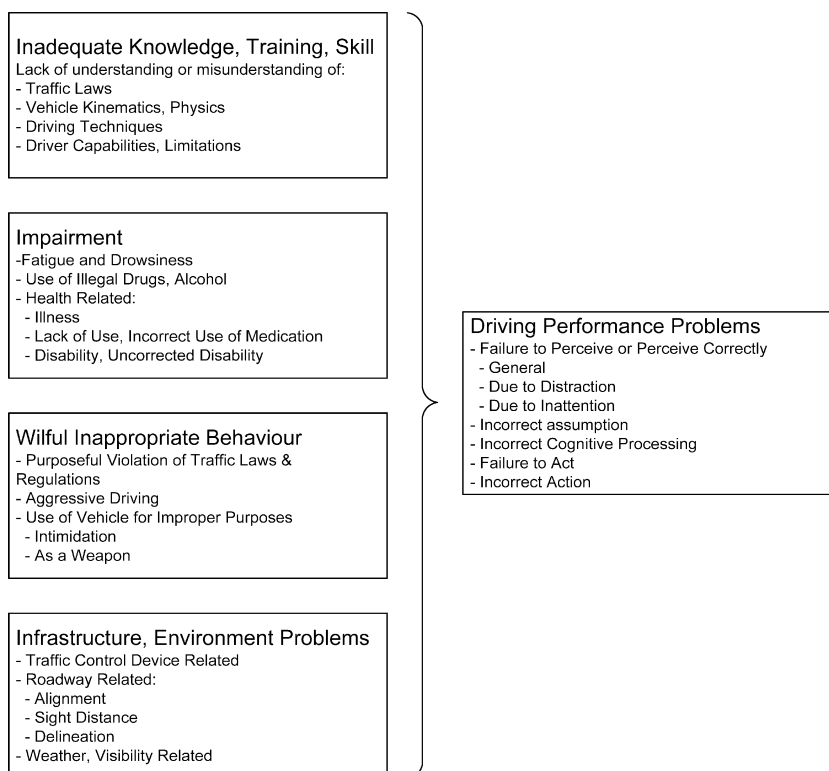 Inadequate Knowledge, Training, Skill
Lack of understanding or misunderstanding of:
- Traffic Laws
- Vehicle Kinematics, Physics
- Driving Techniques
- Driver Capabilities, Limitations
Impairment
-Fatigue and Drowsiness
- Use of Illegal Drugs, Alcohol
- Health Related:
- Illness
- Lack of Use, Incorrect Use of Medication
- Disability, Uncorrected Disability
Wilful Inappropriate Behaviour
- Purposeful Violation of Traffic Laws &
Regulations
- Aggressive Driving
- Use of Vehicle for Improper Purposes
- Intimidation
- As a Weapon
Infrastructure, Environment Problems
- Traffic Control Device Related
- Roadway Related:
- Alignment
- Sight Distance
- Delineation
- Weather, Visibility Related
Driving Performance Problems
- Failure to Perceive or Perceive Correctly
- General
- Due to Distraction
- Due to Inattention
- Incorrect assumption
- Incorrect Cognitive Processing
- Failure to Act
- Incorrect Action